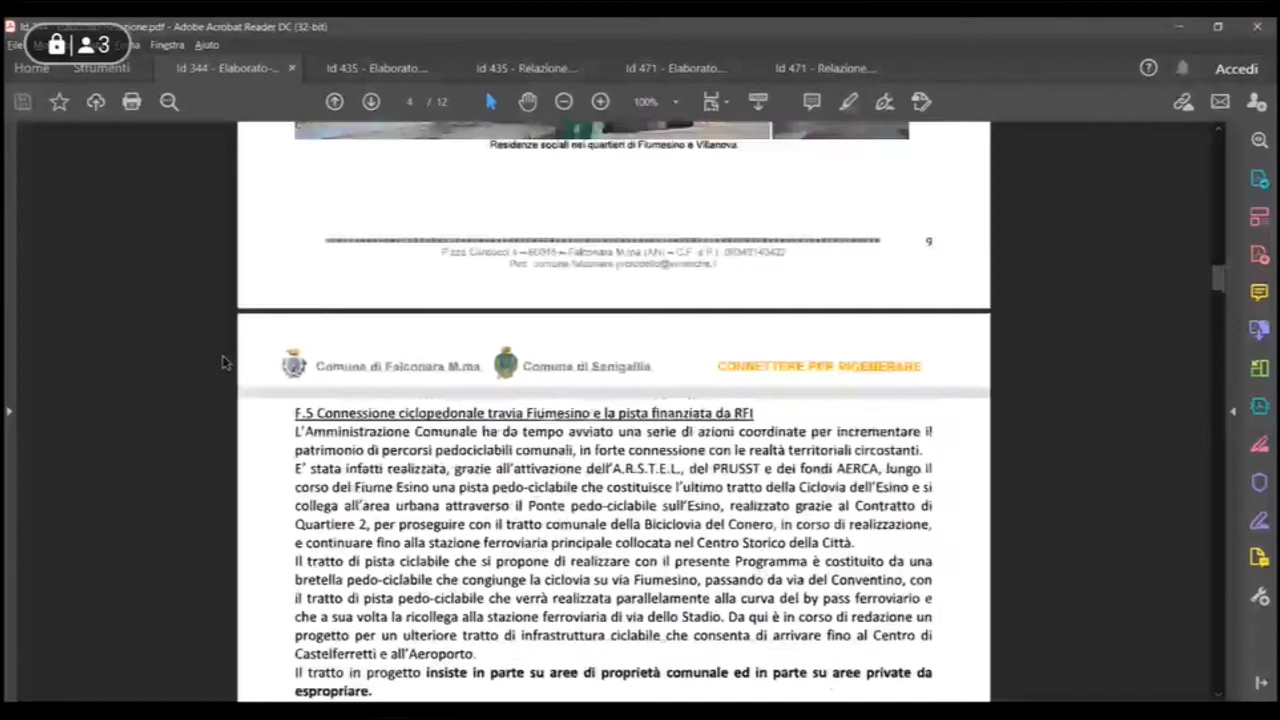 Relazione.pdf - Adobe Acrobat Reader DC (32-bit)
3
Finestra Aiuto
Home Strumenti Id 344 - Elaborato-... × Id 435 - Elaborato.... Id 435 - Relazione... Id 471 - Elaborato.... Id 471 - Relazione... Accedi
4 / 12 100%
Residenze sociali nei quartieri di Fiumesino e Villanova
9
Comune di Falconara M.ma Comune di Senigallia CONNETTERE PER RIGENERARE
F.5 Connessione ciclopedonale travia Fiumesino e la pista finanziata da RFI
L'Amministrazione Comunale ha da tempo avviato una serie di azioni coordinate per incrementare il
patrimonio di percorsi pedociclabili comunali, in forte connessione con le realtà territoriali circostanti.
E' stata infatti realizzata, grazie all'attivazione dell'A.R.S.T.E.L., del PRUSST e dei fondi AERCA, lungo il
corso del Fiume Esino una pista pedo-ciclabile che costituisce l'ultimo tratto della Ciclovia dell'Esino e si
collega all'area urbana attraverso il Ponte pedo-ciclabile sull'Esino, realizzato grazie al Contratto di
Quartiere 2, per proseguire con il tratto comunale della Biciclovia del Conero, in corso di realizzazione,
e continuare fino alla stazione ferroviaria principale collocata nel Centro Storico della Città.
Il tratto di pista ciclabile che si propone di realizzare con il presente Programma è costituito da una
bretella pedo-ciclabile che congiunge la ciclovia su via Fiumesino, passando da via del Conventino, con
il tratto di pista pedo-ciclabile che verrà realizzata parallelamente alla curva del by pass ferroviario e
che a sua volta la ricollega alla stazione ferroviaria di via dello Stadio. Da qui è in corso di redazione un
progetto per un ulteriore tratto di infrastruttura ciclabile che consenta di arrivare fino al Centro di
Castelferretti e all'Aeroporto.
Il tratto in progetto insiste in parte su aree di proprietà comunale ed in parte su aree private da
espropriare.